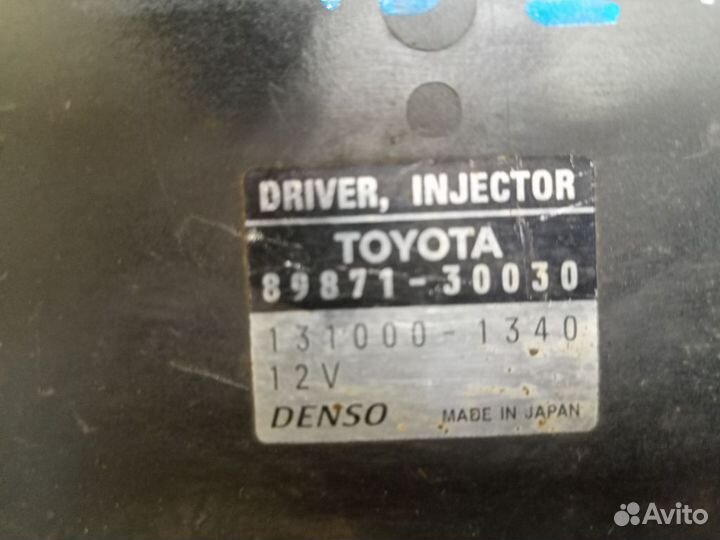 DRIVER, INJECTOR
TOYOTA
89871-30030
131000-1340
12V
DENSO MADE IN JAPAN
Avito